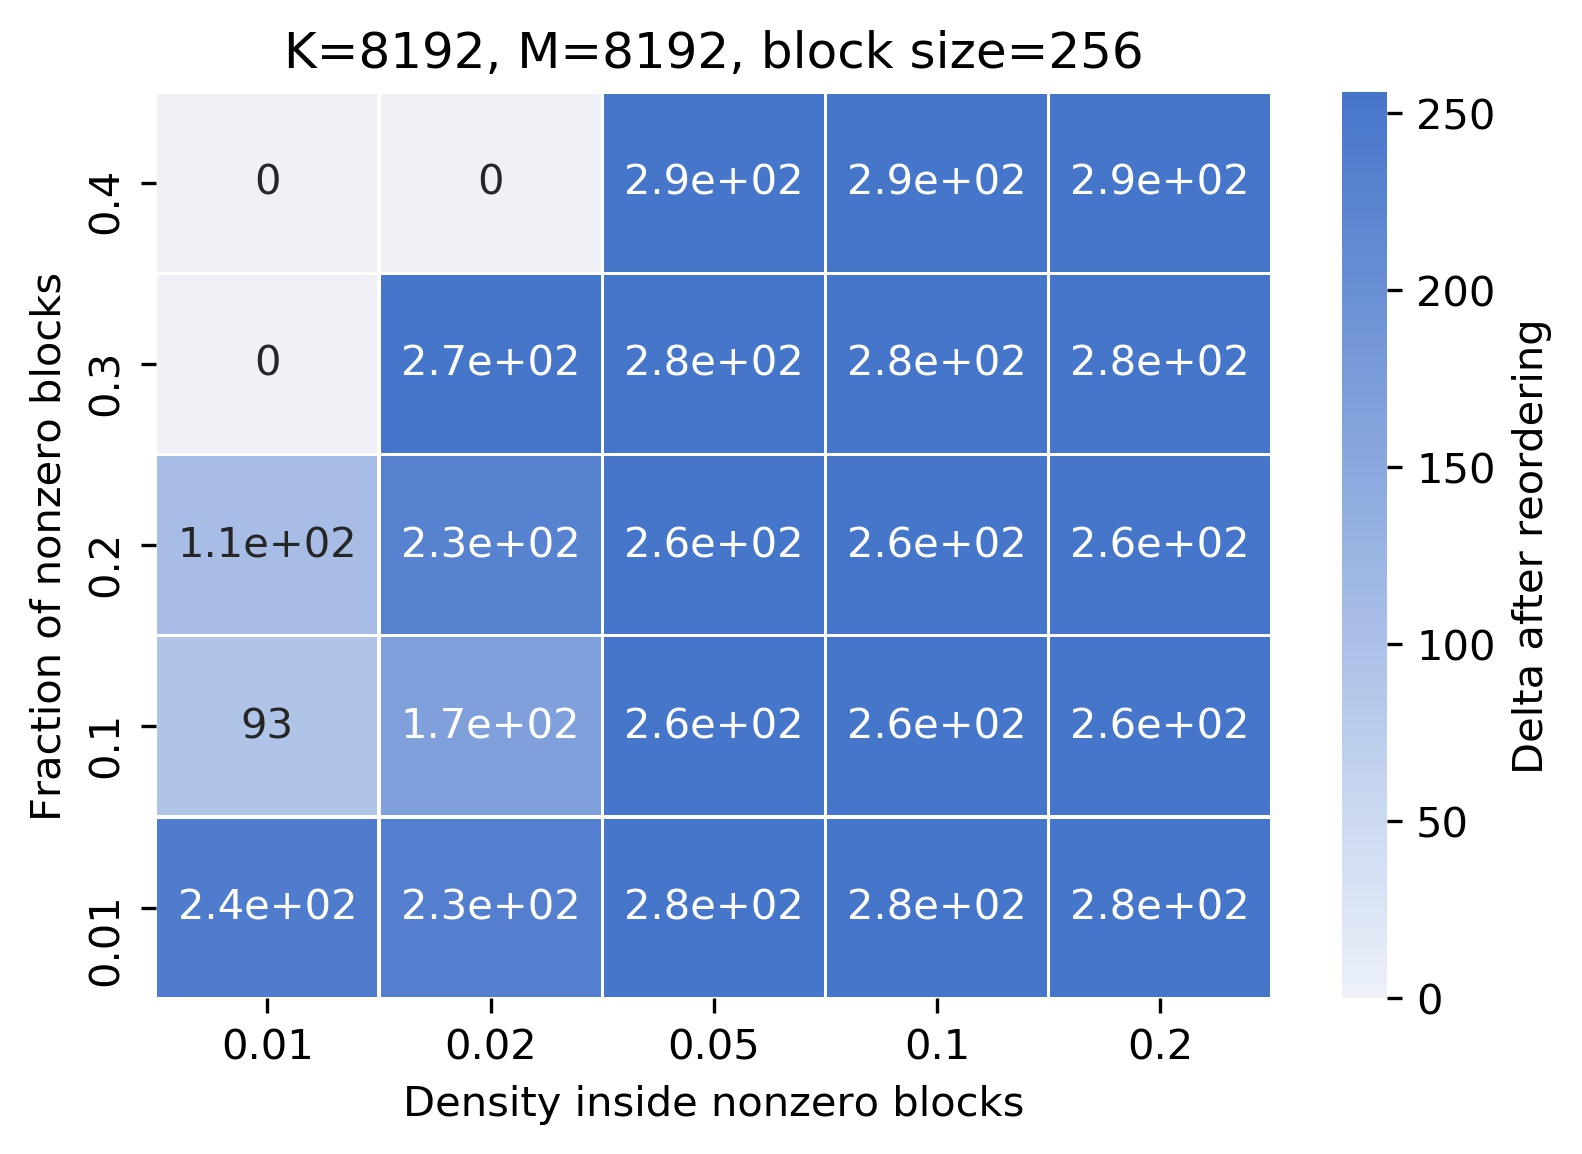 K=8192, M=8192, block size=256
Fraction of nonzero blocks
0.4
0
0
2.9e+02
2.9e+02
2.9e+02
0.3
0
2.7e+02
2.8e+02
2.8e+02
2.8e+02
0.2
1.1e+02
2.3e+02
2.6e+02
2.6e+02
2.6e+02
0.1
93
1.7e+02
2.6e+02
2.6e+02
2.6e+02
0.01
2.4e+02
2.3e+02
2.8e+02
2.8e+02
2.8e+02
0.01
0.02
0.05
0.1
0.2
Density inside nonzero blocks
250
200
150
100
50
0
Delta after reordering